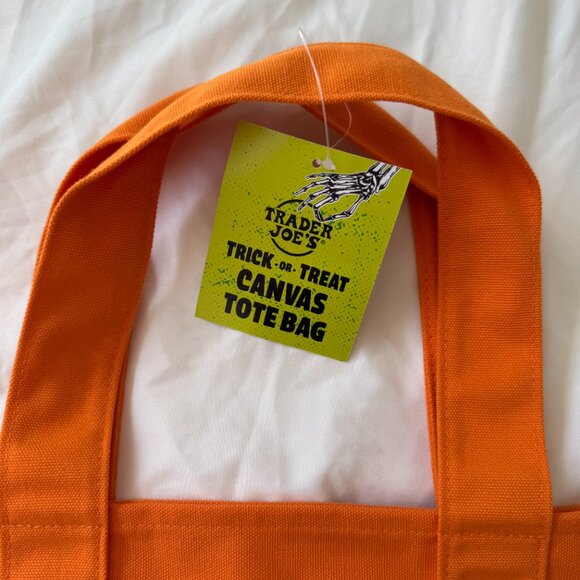 TRADER
JOE'S®
TRICK-OR-TREAT
CANVAS
TOTE BAG